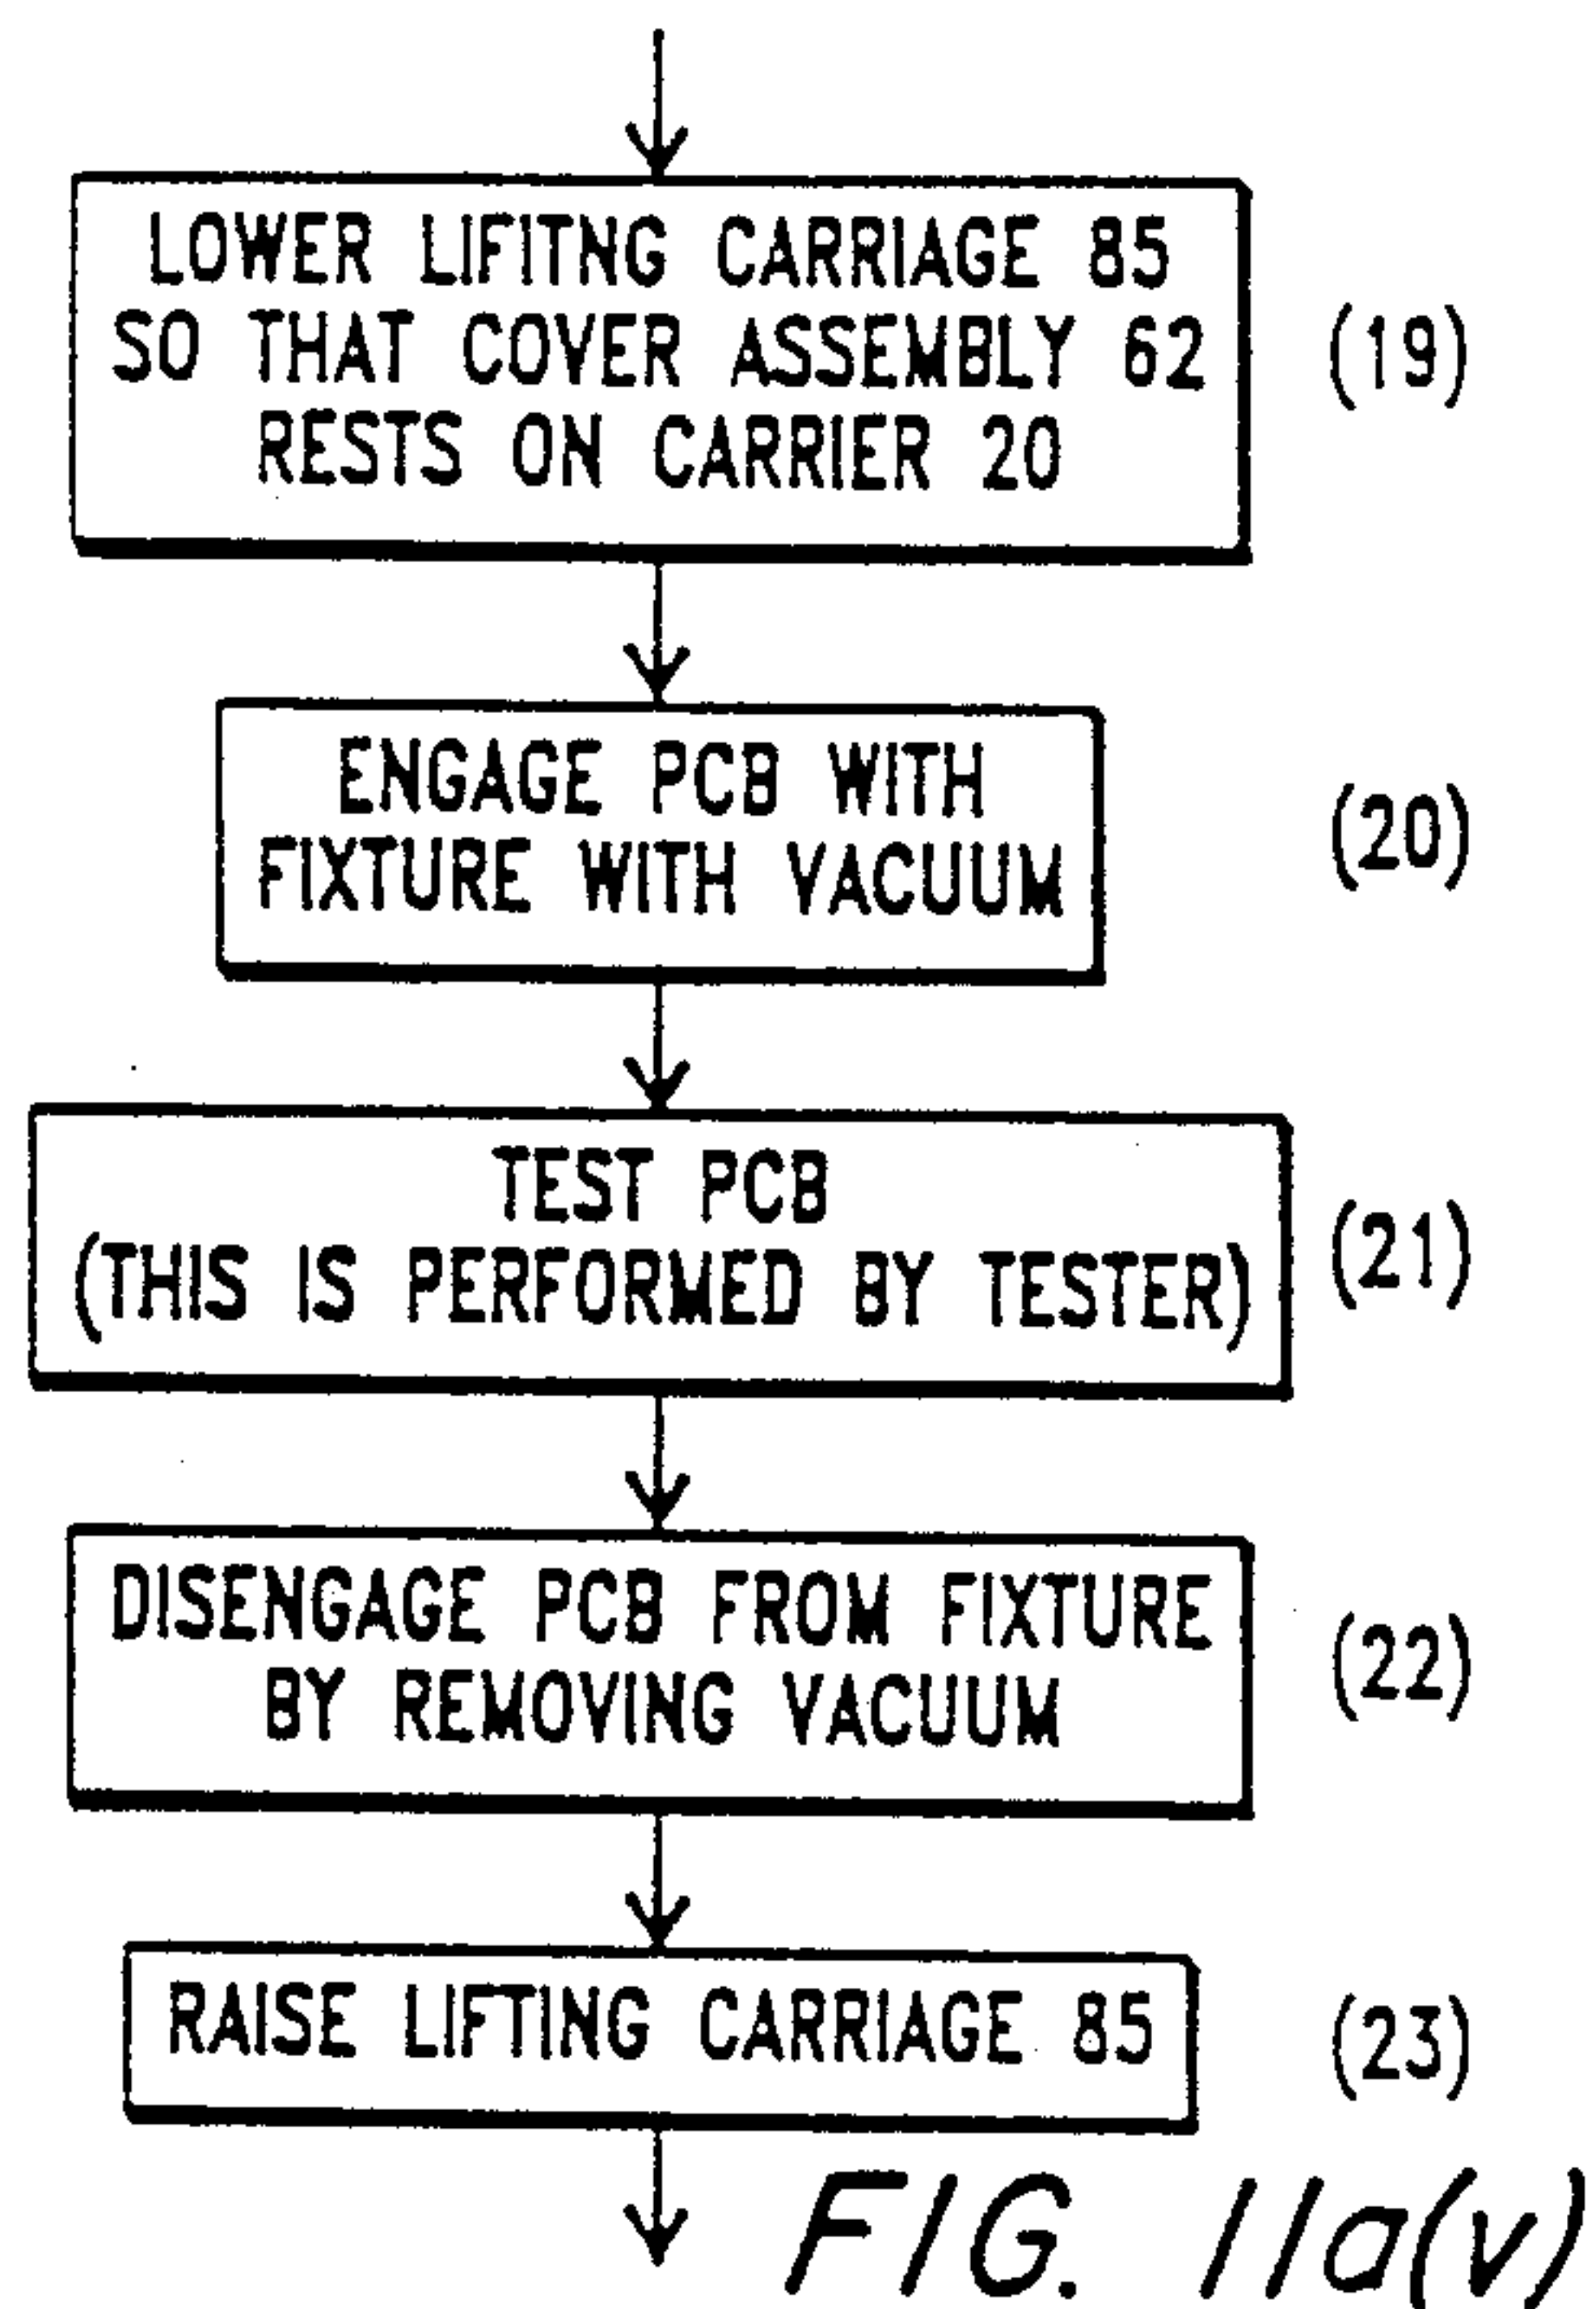 LOWER LIFITNG CARRIAGE 85
SO THAT COVER ASSEMBLY 62
RESTS ON CARRIER 20
(19)
ENGAGE PCB WITH
FIXTURE WITH VACUUM
(20)
TEST PCB
(THIS IS PERFORMED BY TESTER)
(21)
DISENGAGE PCB FROM FIXTURE
BY REMOVING VACUUM
(22)
RAISE LIFTING CARRIAGE 85
(23)
FIG. 11a(v)